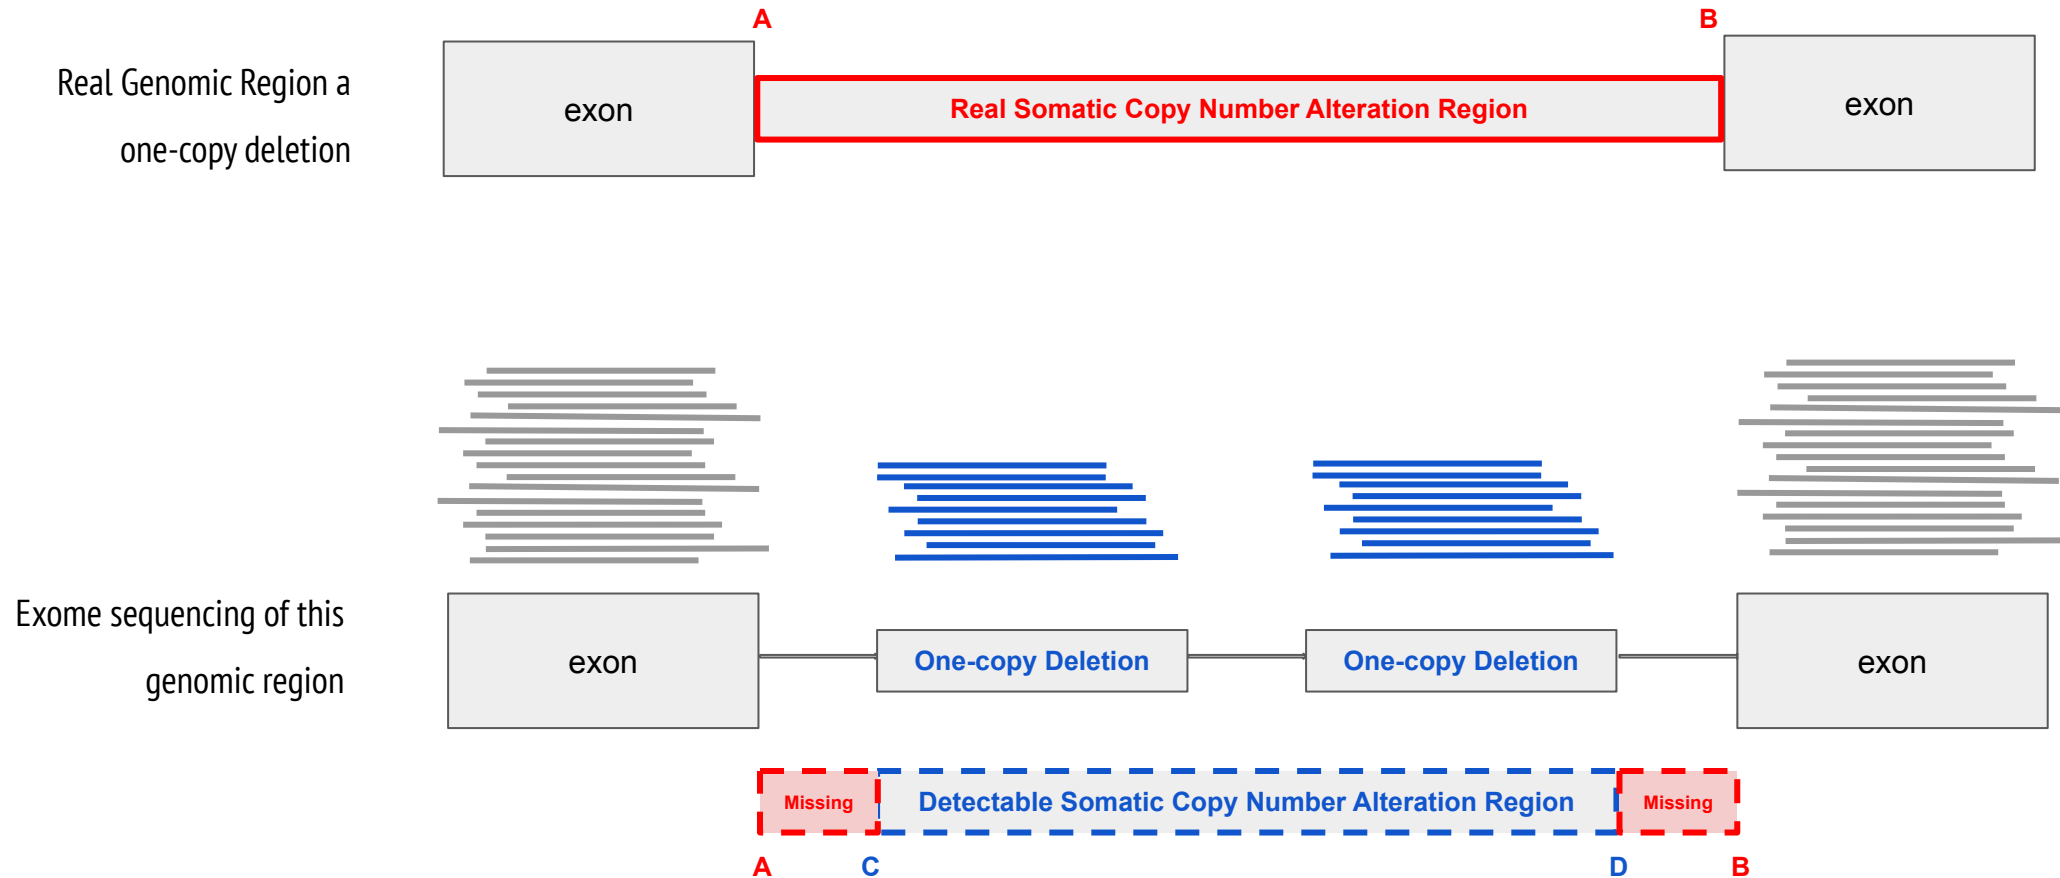 A
B
Real Genomic Region a
one-copy deletion
exon
Real Somatic Copy Number Alteration Region
exon
Exome sequencing of this
genomic region
exon
One-copy Deletion
One-copy Deletion
exon
Missing
Detectable Somatic Copy Number Alteration Region
Missing
A
C
D
B